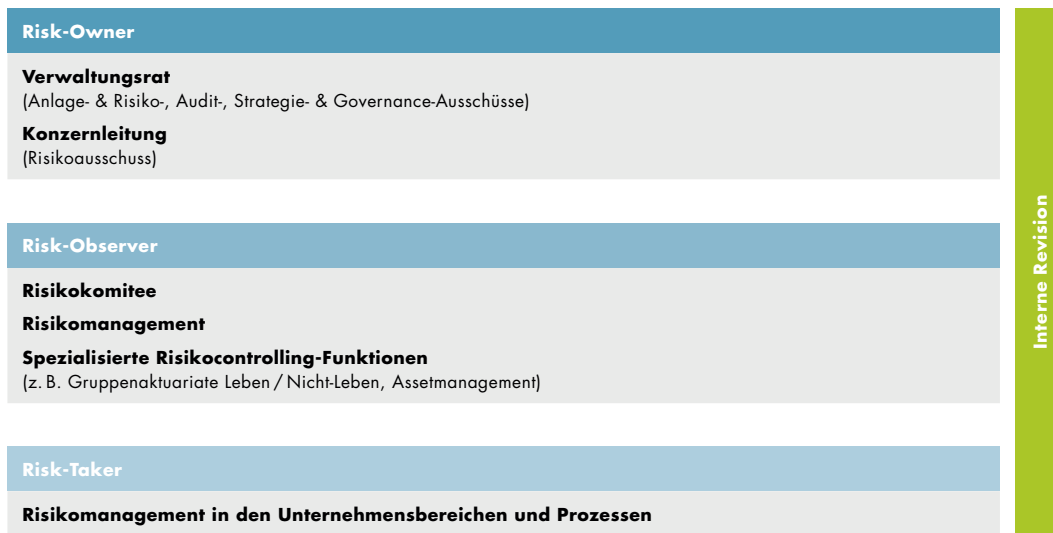 Risk-Owner
Verwaltungsrat
(Anlage- & Risiko-, Audit-, Strategie- & Governance-Ausschüsse)
Konzernleitung
(Risikoausschuss)
Risk-Observer
Risikokomitee
Risikomanagement
Spezialisierte Risikocontrolling-Funktionen
(z. B. Gruppenaktuariate Leben / Nicht-Leben, Assetmanagement)
Risk-Taker
Risikomanagement in den Unternehmensbereichen und Prozessen
Interne Revision